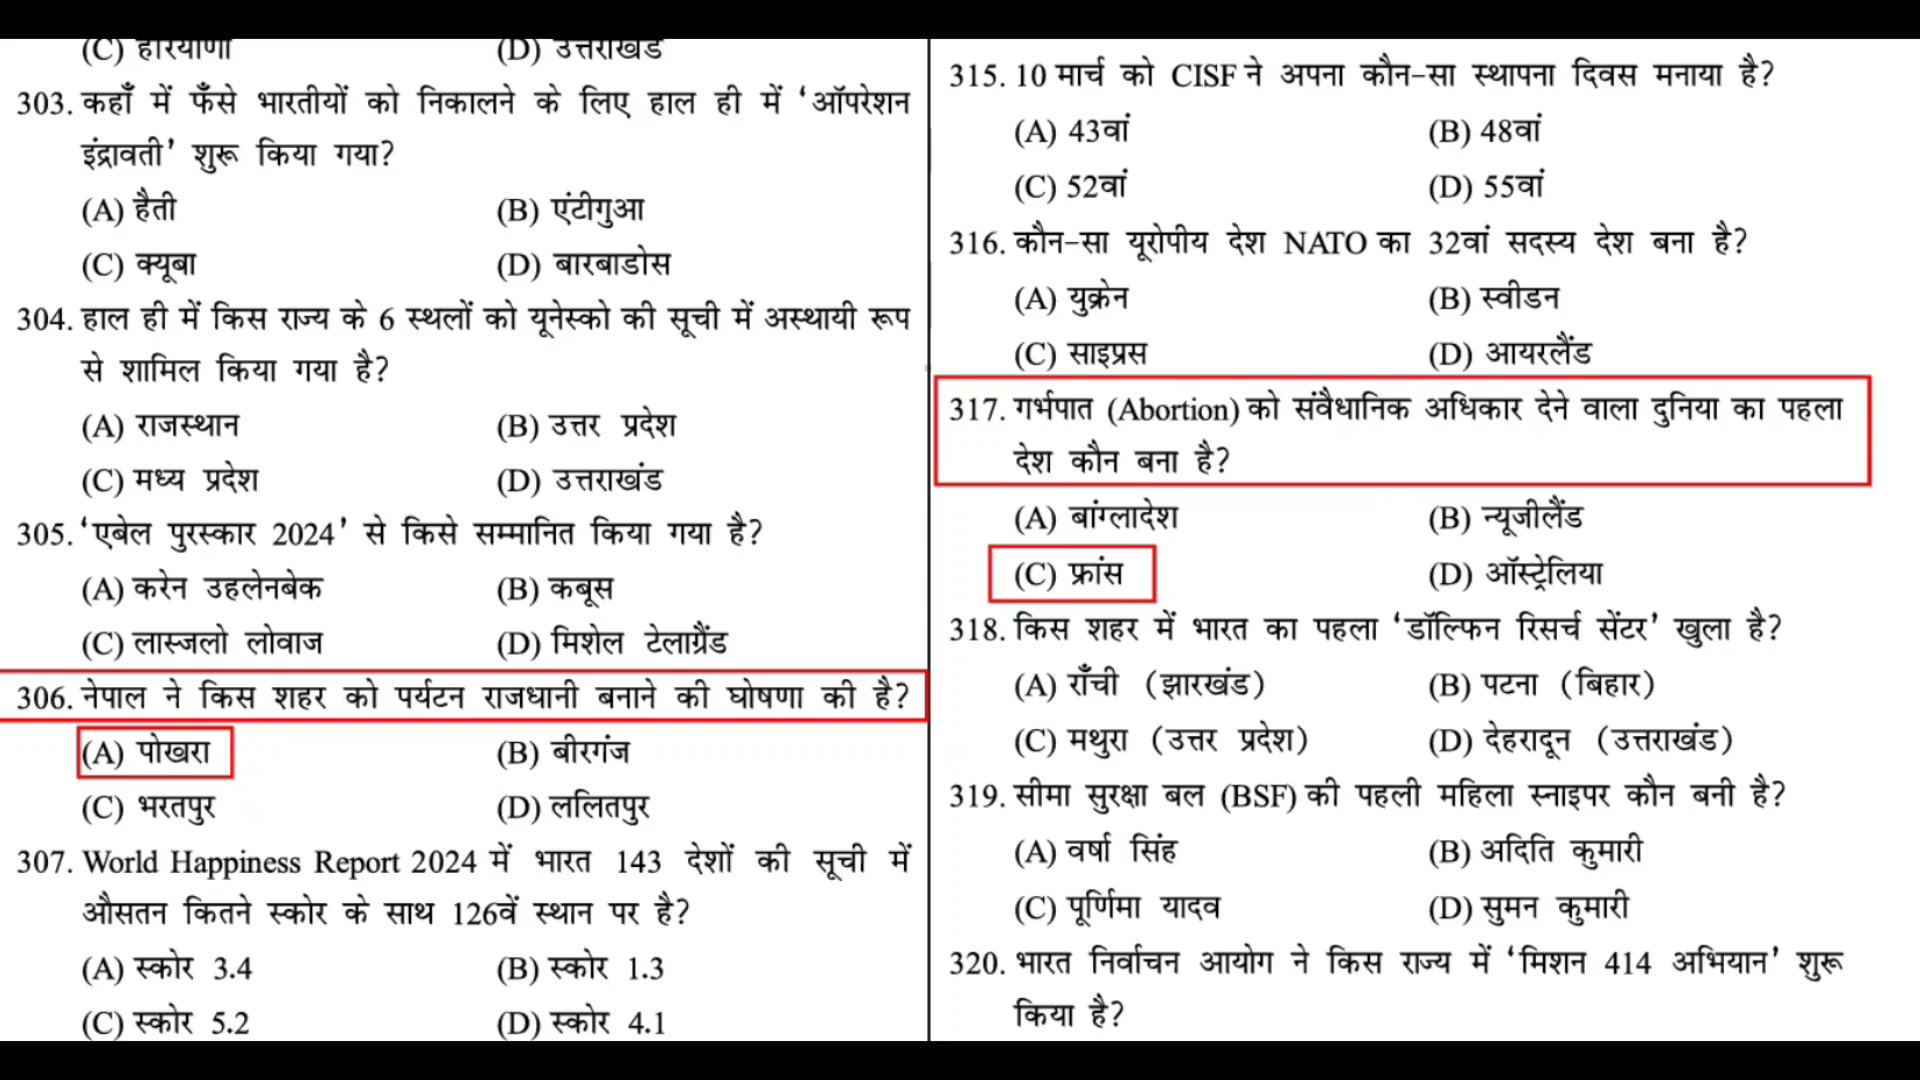 (C) हरियाणा (D) उत्तराखंड
303. कहाँ में फँसे भारतीयों को निकालने के लिए हाल ही में ‘ऑपरेशन
इंद्रावती’ शुरू किया गया?
(A) हैती (B) एंटीगुआ
(C) क्यूबा (D) बारबाडोस
304. हाल ही में किस राज्य के 6 स्थलों को यूनेस्को की सूची में अस्थायी रूप
से शामिल किया गया है?
(A) राजस्थान (B) उत्तर प्रदेश
(C) मध्य प्रदेश (D) उत्तराखंड
305. ‘एबेल पुरस्कार 2024’ से किसे सम्मानित किया गया है?
(A) करेन उहलेनबेक (B) कबूस
(C) लास्जलो लोवाज (D) मिशेल टेलाग्रैंड
306. नेपाल ने किस शहर को पर्यटन राजधानी बनाने की घोषणा की है?
(A) पोखरा (B) बीरगंज
(C) भरतपुर (D) ललितपुर
307. World Happiness Report 2024 में भारत 143 देशों की सूची में
औसतन कितने स्कोर के साथ 126वें स्थान पर है?
(A) स्कोर 3.4 (B) स्कोर 1.3
(C) स्कोर 5.2 (D) स्कोर 4.1
315. 10 मार्च को CISF ने अपना कौन-सा स्थापना दिवस मनाया है?
(A) 43वां (B) 48वां
(C) 52वां (D) 55वां
316. कौन-सा यूरोपीय देश NATO का 32वां सदस्य देश बना है?
(A) युक्रेन (B) स्वीडन
(C) साइप्रस (D) आयरलैंड
317. गर्भपात (Abortion) को संवैधानिक अधिकार देने वाला दुनिया का पहला
देश कौन बना है?
(A) बांग्लादेश (B) न्यूजीलैंड
(C) फ्रांस (D) ऑस्ट्रेलिया
318. किस शहर में भारत का पहला ‘डॉल्फिन रिसर्च सेंटर’ खुला है?
(A) राँची (झारखंड) (B) पटना (बिहार)
(C) मथुरा (उत्तर प्रदेश) (D) देहरादून (उत्तराखंड)
319. सीमा सुरक्षा बल (BSF) की पहली महिला स्नाइपर कौन बनी है?
(A) वर्षा सिंह (B) अदिति कुमारी
(C) पूर्णिमा यादव (D) सुमन कुमारी
320. भारत निर्वाचन आयोग ने किस राज्य में ‘मिशन 414 अभियान’ शुरू
किया है?